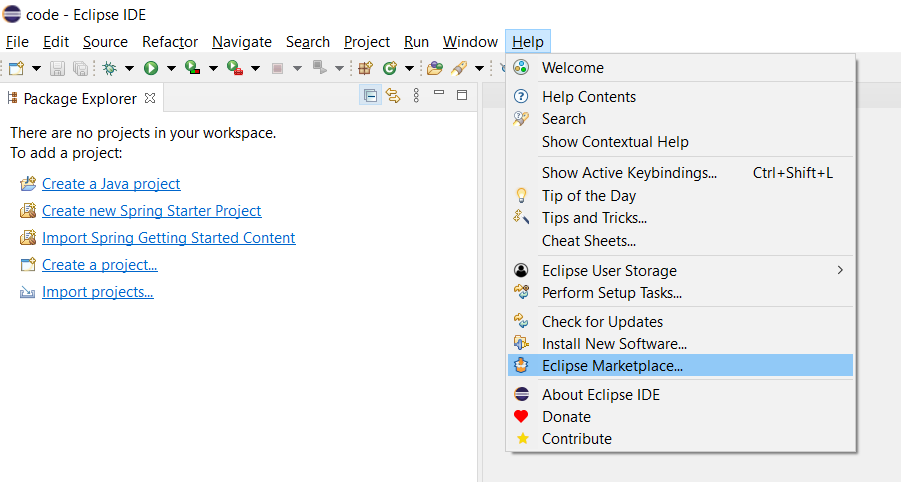 code - Eclipse IDE
File Edit Source Refactor Navigate Search Project Run Window Help
Package Explorer
There are no projects in your workspace.
To add a project:
Create a Java project
Create new Spring Starter Project
Import Spring Getting Started Content
Create a project...
Import projects...
Welcome
Help Contents
Search
Show Contextual Help
Show Active Keybindings... Ctrl+Shift+L
Tip of the Day
Tips and Tricks...
Cheat Sheets...
Eclipse User Storage
Perform Setup Tasks...
Check for Updates
Install New Software...
Eclipse Marketplace...
About Eclipse IDE
Donate
Contribute